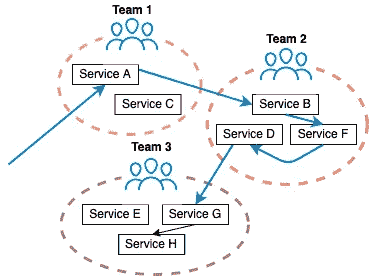 Team 1
Service A
Service C
Team 2
Service B
Service D
Service F
Team 3
Service E
Service G
Service H